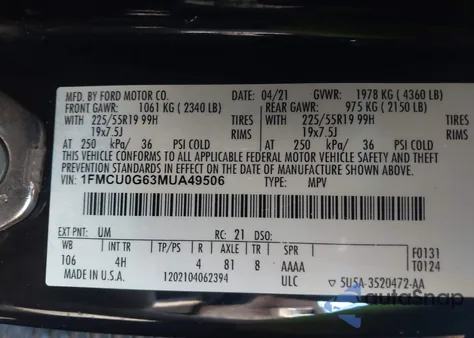 MFD. BY FORD MOTOR CO. DATE: 04/21 GVWR: 1978 KG ( 4360 LB)
FRONT GAWR: 1061 KG ( 2340 LB) REAR GAWR: 975 KG ( 2150 LB)
WITH 225/55R19 99H TIRES WITH 225/55R19 99H TIRES
19x7.5J RIMS 19x7.5J RIMS
AT 250 kPa/ 36 PSI COLD AT 250 kPa/ 36 PSI COLD
THIS VEHICLE CONFORMS TO ALL APPLICABLE FEDERAL MOTOR VEHICLE SAFETY AND THEFT
PREVENTION STANDARDS IN EFFECT ON THE DATE OF MANUFACTURE SHOWN ABOVE.
VIN: 1FMCU0G63MUA49506 TYPE: MPV
EXT PNT: UM RC: 21 DSO: F0131
WB INT TR TP/PS R AXLE TR SPR T0124
106 4H 4 81 8 AAAA
MADE IN U.S.A. 1202104062394 ULC ▽ 5U5A-3520472-AA
autoSnap